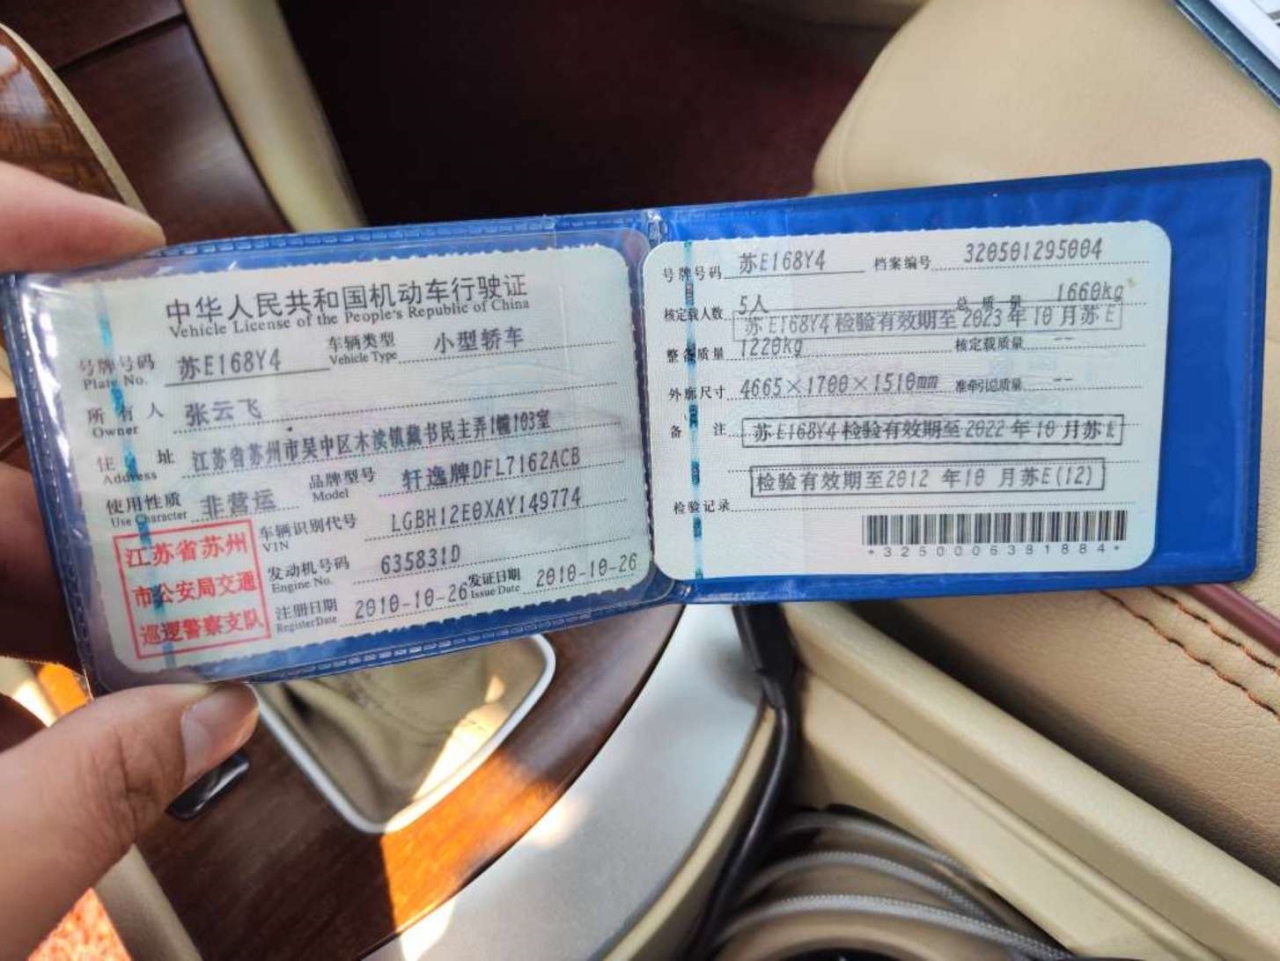 中华人民共和国机动车行驶证
Vehicle License of the People's Republic of China
号牌号码 苏E168Y4 车辆类型 小型轿车
Plate No. Vehicle Type
所有人 张云飞
Owner
住址 江苏省苏州市吴中区木渎镇藏书民主弄1幢103室
Address
使用性质 非营运 品牌型号 轩逸牌DFL7162ACB
Use Character Model
车辆识别代号 LGBH12E0XAY149774
VIN
发动机号码 635831D
Engine No.
注册日期 2010-10-26 发证日期 2010-10-26
Register Date Issue Date
江苏省苏州
市公安局交通
巡逻警察支队
号牌号码 苏E168Y4 档案编号 320501295004
核定载人数 5人 总质量 1660kg
苏E168Y4检验有效期至2023年10月苏E
整备质量 1220kg 核定载质量 --
外廓尺寸 4665×1700×1510mm 准牵引总质量 --
备注 苏E168Y4检验有效期至2022年10月苏E
检验有效期至2012年10月苏E(12)
检验记录
*3250006381884*